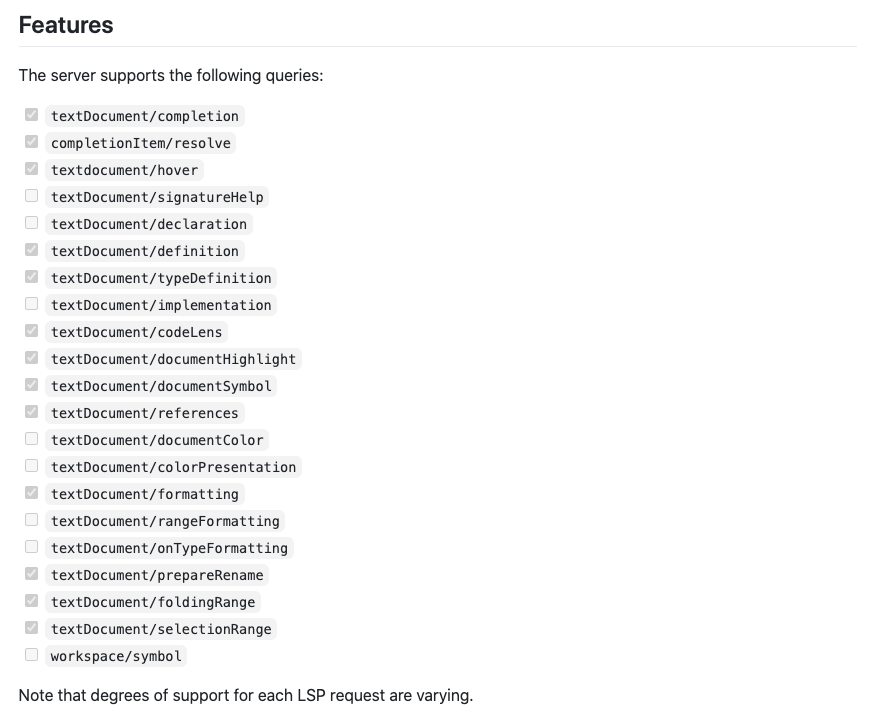 Features
The server supports the following queries:
textDocument/completion
completionItem/resolve
textdocument/hover
textDocument/signatureHelp
textDocument/declaration
textDocument/definition
textDocument/typeDefinition
textDocument/implementation
textDocument/codeLens
textDocument/documentHighlight
textDocument/documentSymbol
textDocument/references
textDocument/documentColor
textDocument/colorPresentation
textDocument/formatting
textDocument/rangeFormatting
textDocument/onTypeFormatting
textDocument/prepareRename
textDocument/foldingRange
textDocument/selectionRange
workspace/symbol
Note that degrees of support for each LSP request are varying.